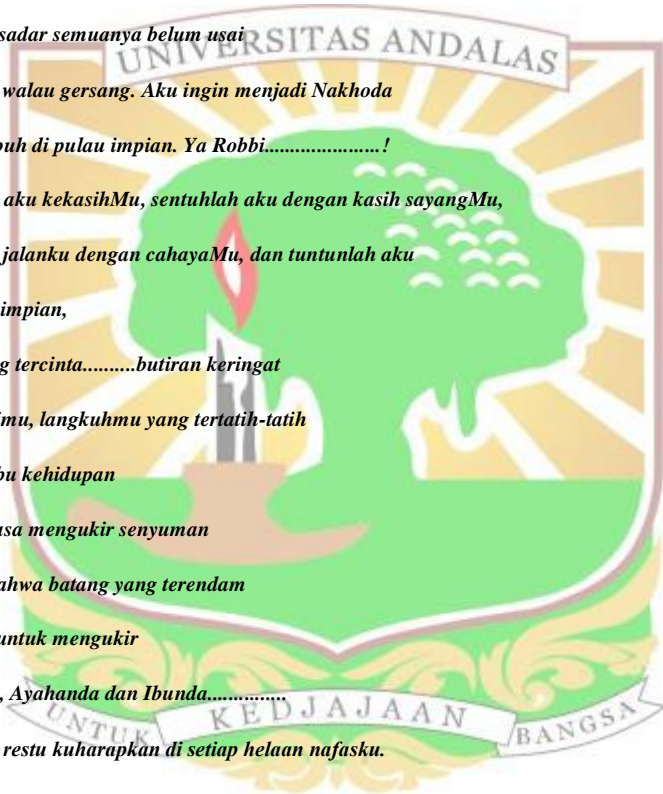 UNIVERSITAS ANDALAS
sadar semuanya belum usai
walau gersang. Aku ingin menjadi Nakhoda
buh di pulau impian. Ya Robbi......................!
aku kekasihMu, sentuhlah aku dengan kasih sayangMu,
jalanku dengan cahayaMu, dan tuntunlah aku
impian,
g tercinta..........butiran keringat
mu, langkuhmu yang tertatih-tatih
bu kehidupan
asa mengukir senyuman
ahwa batang yang terendam
untuk mengukir
, Ayahanda dan Ibunda...............
restu kuharapkan di setiap helaan nafasku.
UNTUK KEDJAJAAN BANGSA